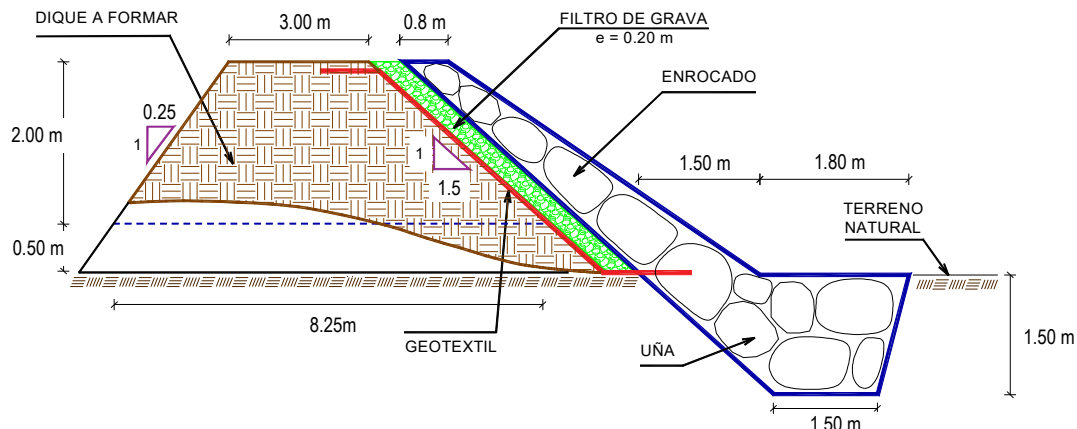 DIQUE A FORMAR
3.00 m
0.8 m
FILTRO DE GRAVA
e = 0.20 m
ENROCADO
0.25
1
2.00 m
1
1.5
1.50 m
1.80 m
TERRENO
NATURAL
0.50 m
8.25m
GEOTEXTIL
UÑA
1.50 m
1.50 m